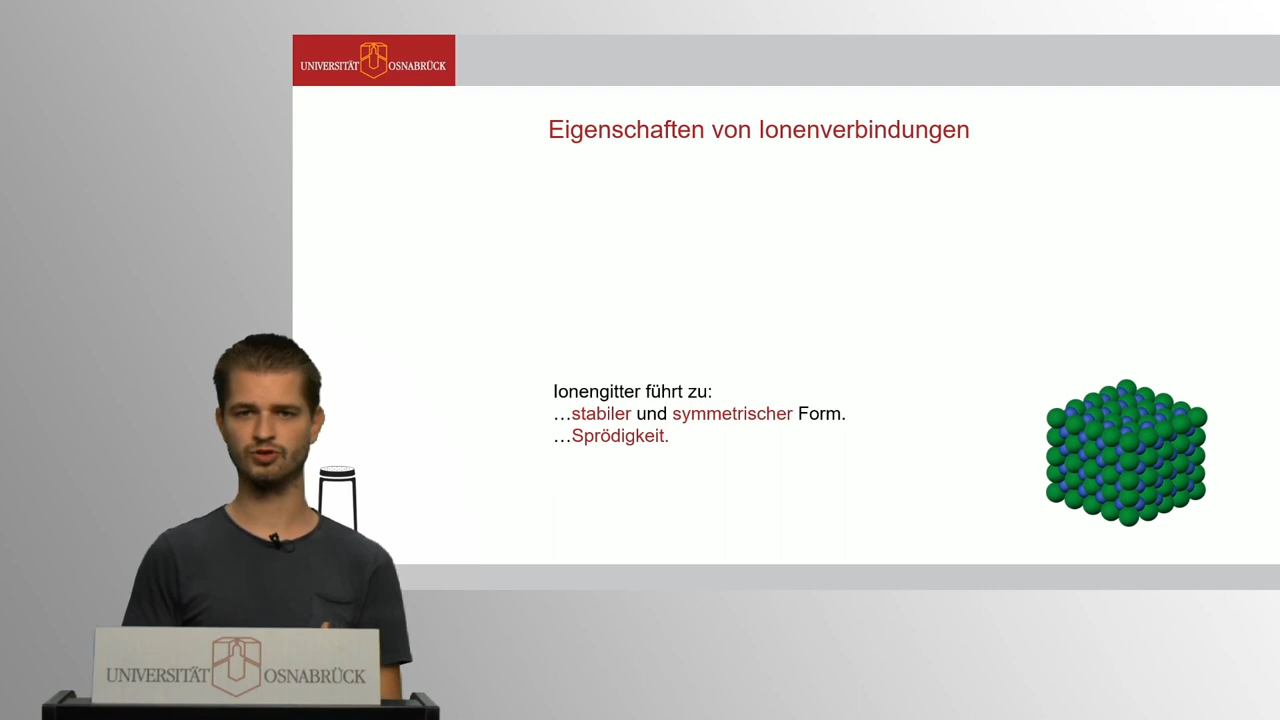 UNIVERSITÄT OSNABRÜCK
Eigenschaften von Ionenverbindungen
Ionengitter führt zu:
…stabiler und symmetrischer Form.
…Sprödigkeit.
UNIVERSITÄT OSNABRÜCK